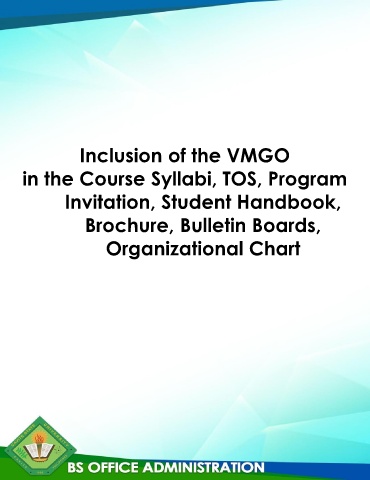 Inclusion of the VMGO
in the Course Syllabi, TOS, Program
Invitation, Student Handbook,
Brochure, Bulletin Boards,
Organizational Chart
BS OFFICE ADMINISTRATION